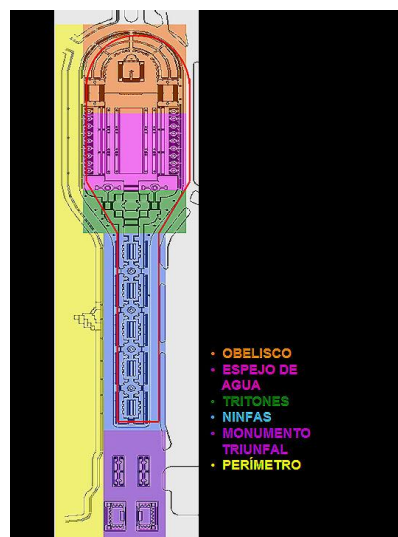 • OBELISCO
• ESPEJO DE
AGUA
• TRITONES
• NINFAS
• MONUMENTO
TRIUNFAL
• PERÍMETRO